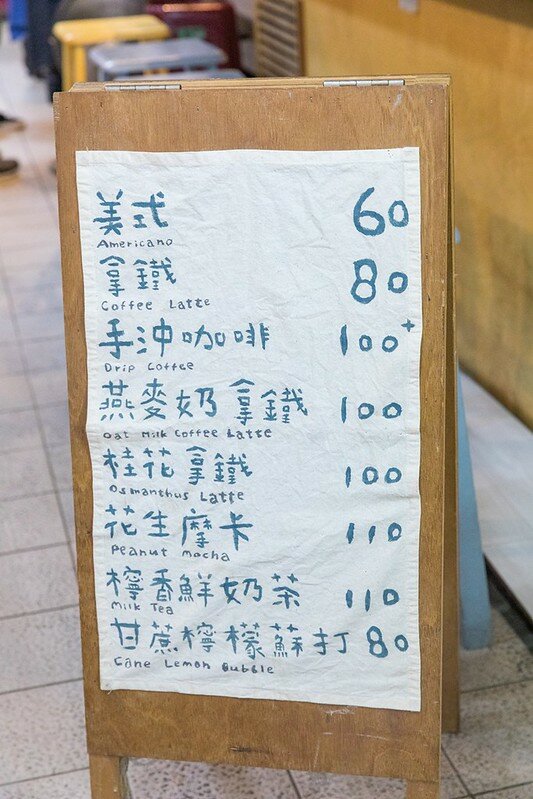 美式 60
Americano
拿鐵 80
Coffee Latte
手沖咖啡 100+
Drip Coffee
燕麥奶拿鐵 100
Oat Milk Coffee Latte
桂花拿鐵 100
Osmanthus Latte
花生摩卡 110
Peanut Mocha
檸香鮮奶茶 110
Milk Tea
甘蔗檸檬蘇打 80
Cane Lemon Bubble